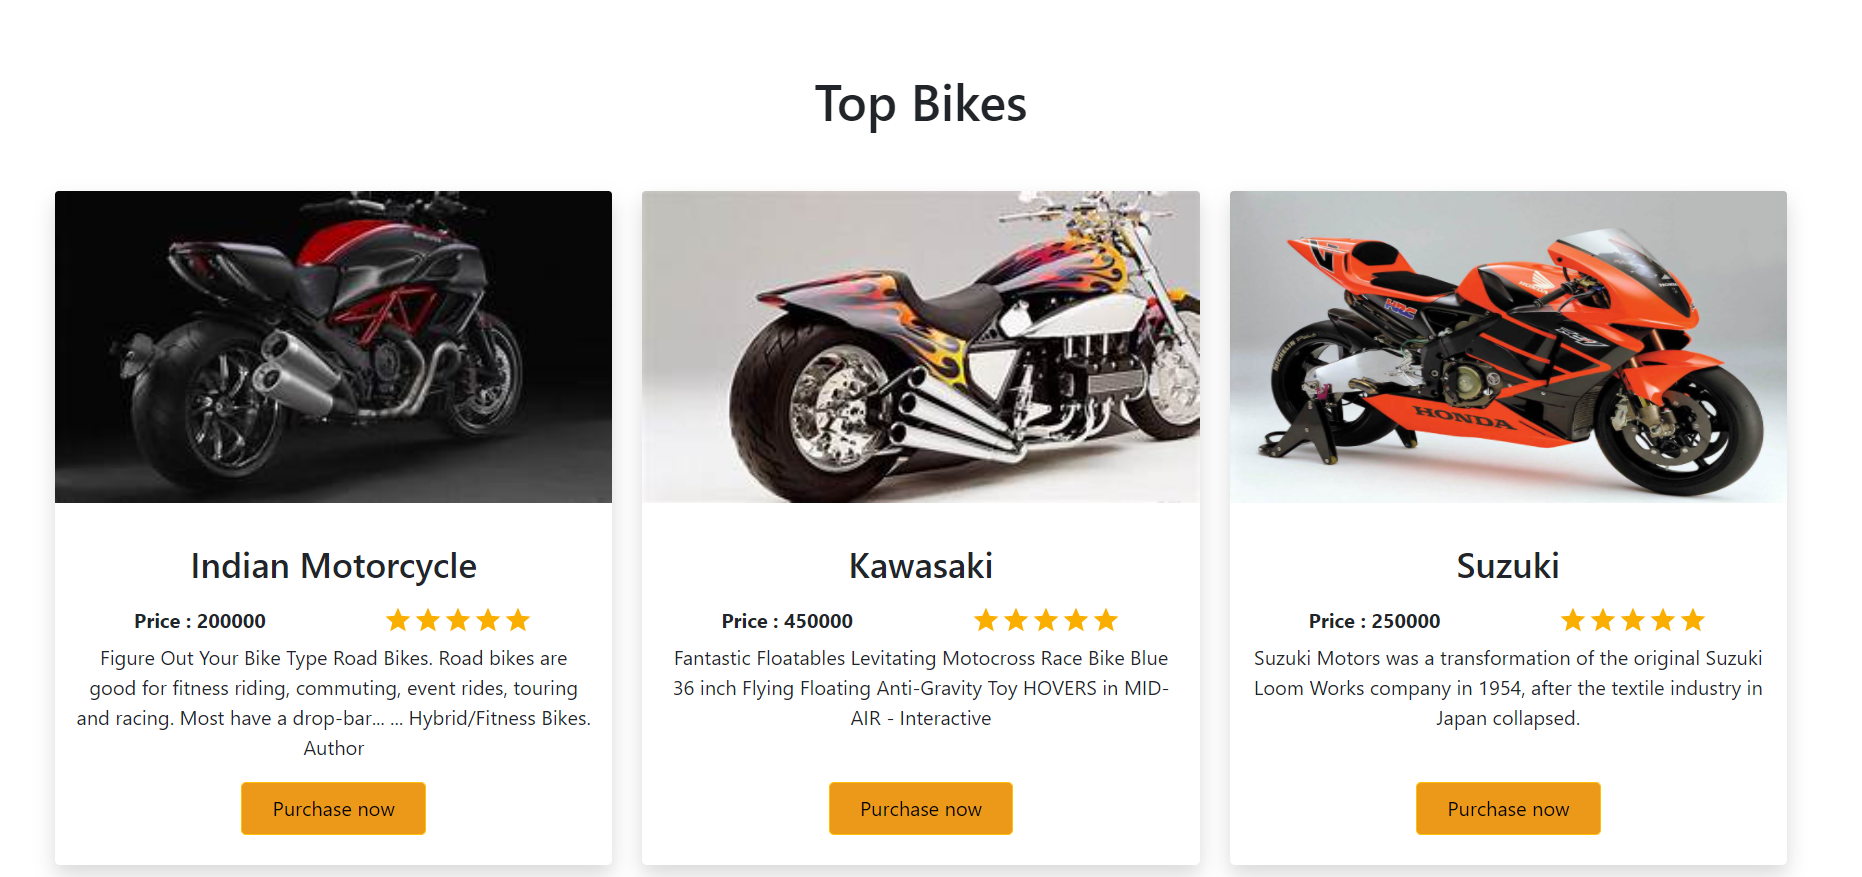 Top Bikes
HONDA
HRC
HONDA
Indian Motorcycle
Price : 200000
Figure Out Your Bike Type Road Bikes. Road bikes are
good for fitness riding, commuting, event rides, touring
and racing. Most have a drop-bar... ... Hybrid/Fitness Bikes.
Author
Purchase now
Kawasaki
Price : 450000
Fantastic Floatables Levitating Motocross Race Bike Blue
36 inch Flying Floating Anti-Gravity Toy HOVERS in MID-
AIR - Interactive
Purchase now
Suzuki
Price : 250000
Suzuki Motors was a transformation of the original Suzuki
Loom Works company in 1954, after the textile industry in
Japan collapsed.
Purchase now